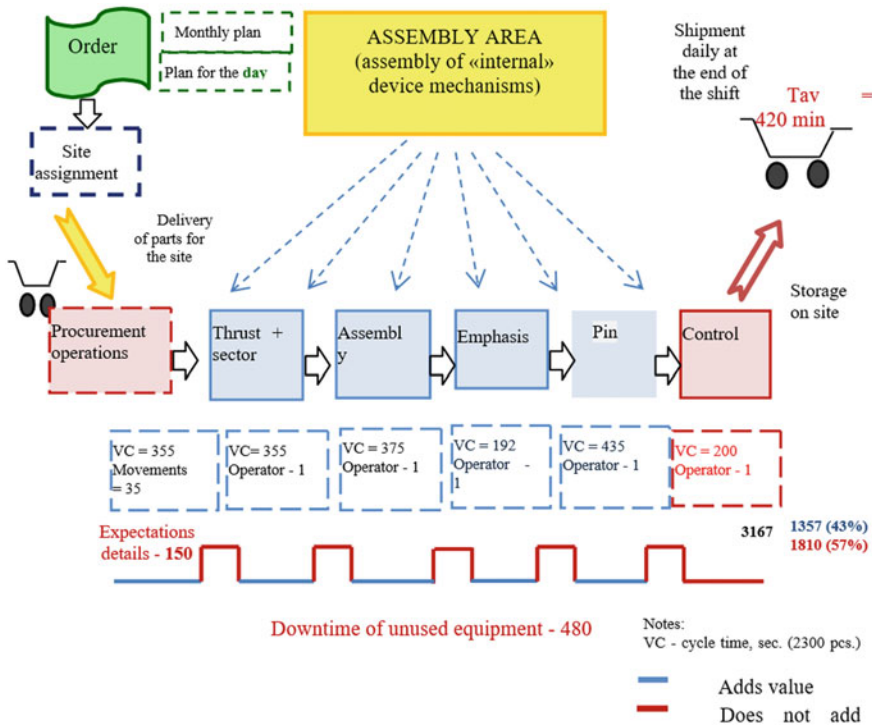 Order
Monthly plan
Plan for the day
ASSEMBLY AREA
(assembly of «internal»
device mechanisms)
Shipment
daily at
the end of
the shift
Tav =
420 min
Site
assignment
Delivery
of parts for
the site
Storage
on site
Procurement
operations
Thrust +
sector
Assembl
y
Emphasis
Pin
Control
VC = 355
Movements
= 35
VC= 355
Operator - 1
VC = 375
Operator - 1
VC = 192
Operator -
1
VC = 435
Operator - 1
VC = 200
Operator - 1
Expectations
details - 150
3167
1357 (43%)
1810 (57%)
Downtime of unused equipment - 480
Notes:
VC - cycle time, sec. (2300 pcs.)
Adds value
Does not add